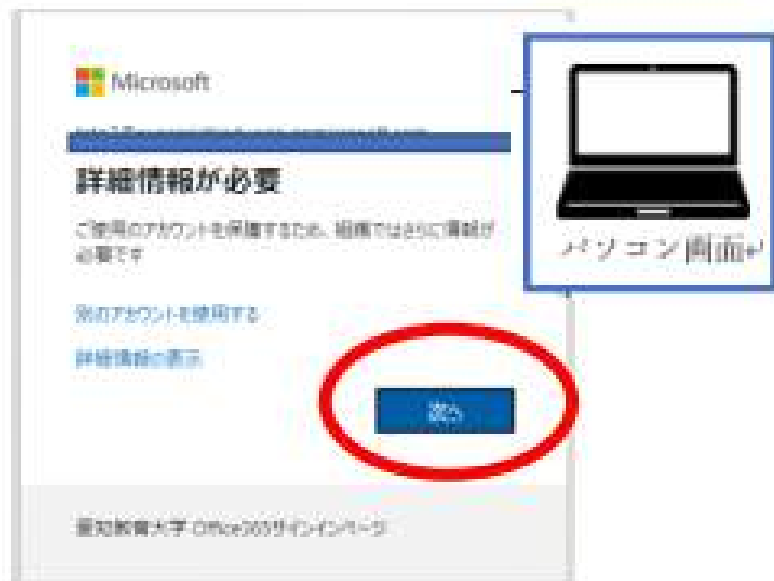 Microsoft
パソコン画面
詳細情報が必要
ご使用のアカウントを保護するため、組織ではさらに情報が
必要です
別のアカウントを使用する
詳細情報の表示
次へ
愛知教育大学 Office365サインインページ